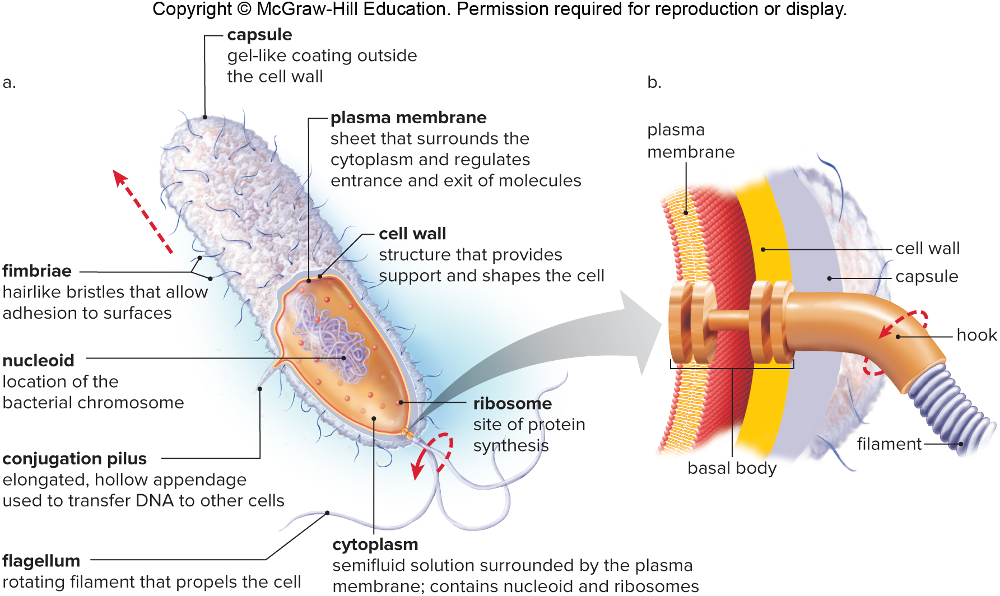 Copyright © McGraw-Hill Education. Permission required for reproduction or display.
a.
capsule
gel-like coating outside
the cell wall
plasma membrane
sheet that surrounds the
cytoplasm and regulates
entrance and exit of molecules
cell wall
structure that provides
support and shapes the cell
fimbriae
hairlike bristles that allow
adhesion to surfaces
nucleoid
location of the
bacterial chromosome
ribosome
site of protein
synthesis
conjugation pilus
elongated, hollow appendage
used to transfer DNA to other cells
flagellum
rotating filament that propels the cell
cytoplasm
semifluid solution surrounded by the plasma
membrane; contains nucleoid and ribosomes
b.
plasma
membrane
cell wall
capsule
hook
filament
basal body